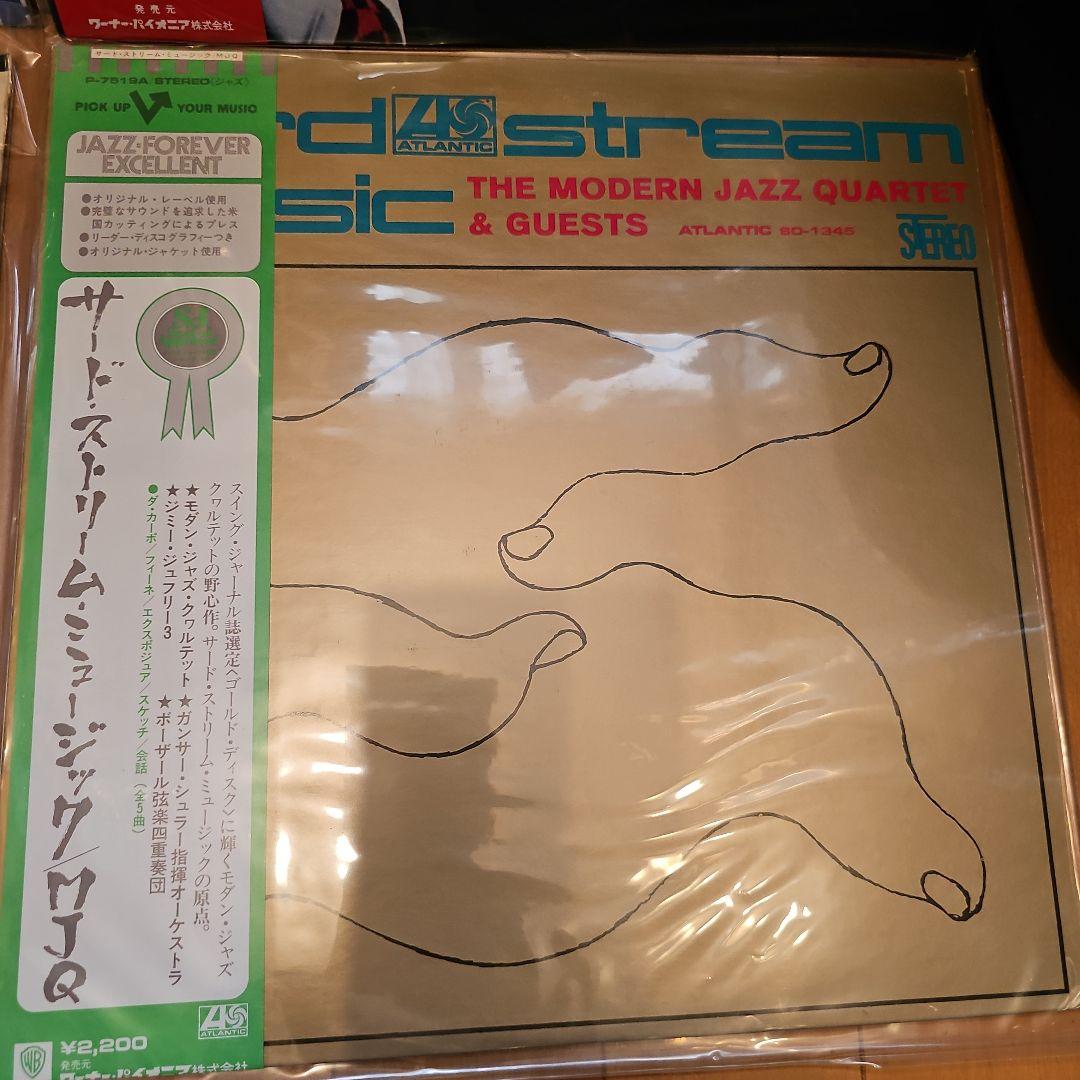 発売元
ワーナー・パイオニア株式会社
サード・ストリーム・ミュージック/MJQ
P-7519A/STEREO(ジャズ)
PICK UP YOUR MUSIC
JAZZ・FOREVER
EXCELLENT
●オリジナル・レーベル使用
●完璧なサウンドを追求した米
国カッティングによるプレス
●リーダー・ディスコグラフィーつき
●オリジナル・ジャケット使用
サード・ストリーム・ミュージック/MJQ
SJ
スイング・ジャーナル誌選定〈ゴールド・ディスク〉に輝くモダン・ジャズ
クヮルテットの野心作。サード・ストリーム・ミュージックの原点。
★モダン・ジャズ・クヮルテット ★ガンサー・シュラー指揮オーケストラ
★ジミー・ジュフリー3 ★ボーザール弦楽四重奏団
●ダ・カーポ/フィーネ/エクスポジュア/スケッチ/会話(全5曲)
ATLANTIC
WB
¥2,200
発売元
ワーナー・パイオニア株式会社
rd
ATLANTIC
stream
sic
THE MODERN JAZZ QUARTET
& GUESTS
ATLANTIC SD-1345
STEREO